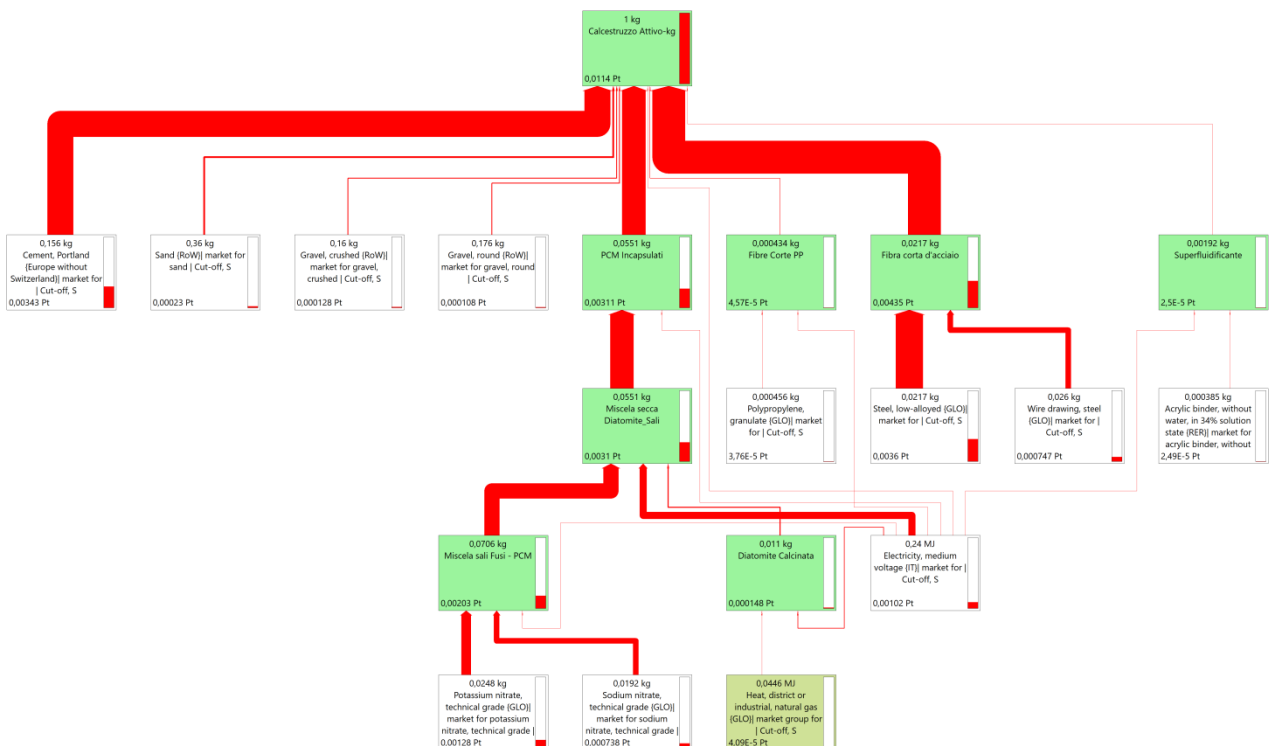 1 kg
Calcestruzzo Attivo-kg
0,0114 Pt
0,156 kg
Cement, Portland
{Europe without
Switzerland}| market for
| Cut-off, S
0,00343 Pt
0,36 kg
Sand {RoW}| market for
sand | Cut-off, S
0,00023 Pt
0,16 kg
Gravel, crushed {RoW}|
market for gravel,
crushed | Cut-off, S
0,000128 Pt
0,176 kg
Gravel, round {RoW}|
market for gravel, round
| Cut-off, S
0,000108 Pt
0,0551 kg
PCM Incapsulati
0,00311 Pt
0,000434 kg
Fibre Corte PP
4,57E-5 Pt
0,0217 kg
Fibra corta d'acciaio
0,00435 Pt
0,00192 kg
Superfluidificante
2,5E-5 Pt
0,0551 kg
Miscela secca
Diatomite_Sali
0,0031 Pt
0,000456 kg
Polypropylene,
granulate {GLO}| market
for | Cut-off, S
3,76E-5 Pt
0,0217 kg
Steel, low-alloyed {GLO}|
market for | Cut-off, S
0,0036 Pt
0,026 kg
Wire drawing, steel
{GLO}| market for |
Cut-off, S
0,000747 Pt
0,000385 kg
Acrylic binder, without
water, in 34% solution
state {RER}| market for
acrylic binder, without
2,49E-5 Pt
0,0706 kg
Miscela sali Fusi - PCM
0,00203 Pt
0,011 kg
Diatomite Calcinata
0,000148 Pt
0,24 MJ
Electricity, medium
voltage {IT}| market for |
Cut-off, S
0,00102 Pt
0,0248 kg
Potassium nitrate,
technical grade {GLO}|
market for potassium
nitrate, technical grade |
0,00128 Pt
0,0192 kg
Sodium nitrate,
technical grade {GLO}|
market for sodium
nitrate, technical grade |
0,000738 Pt
0,0446 MJ
Heat, district or
industrial, natural gas
{GLO}| market group for
| Cut-off, S
4,09E-5 Pt